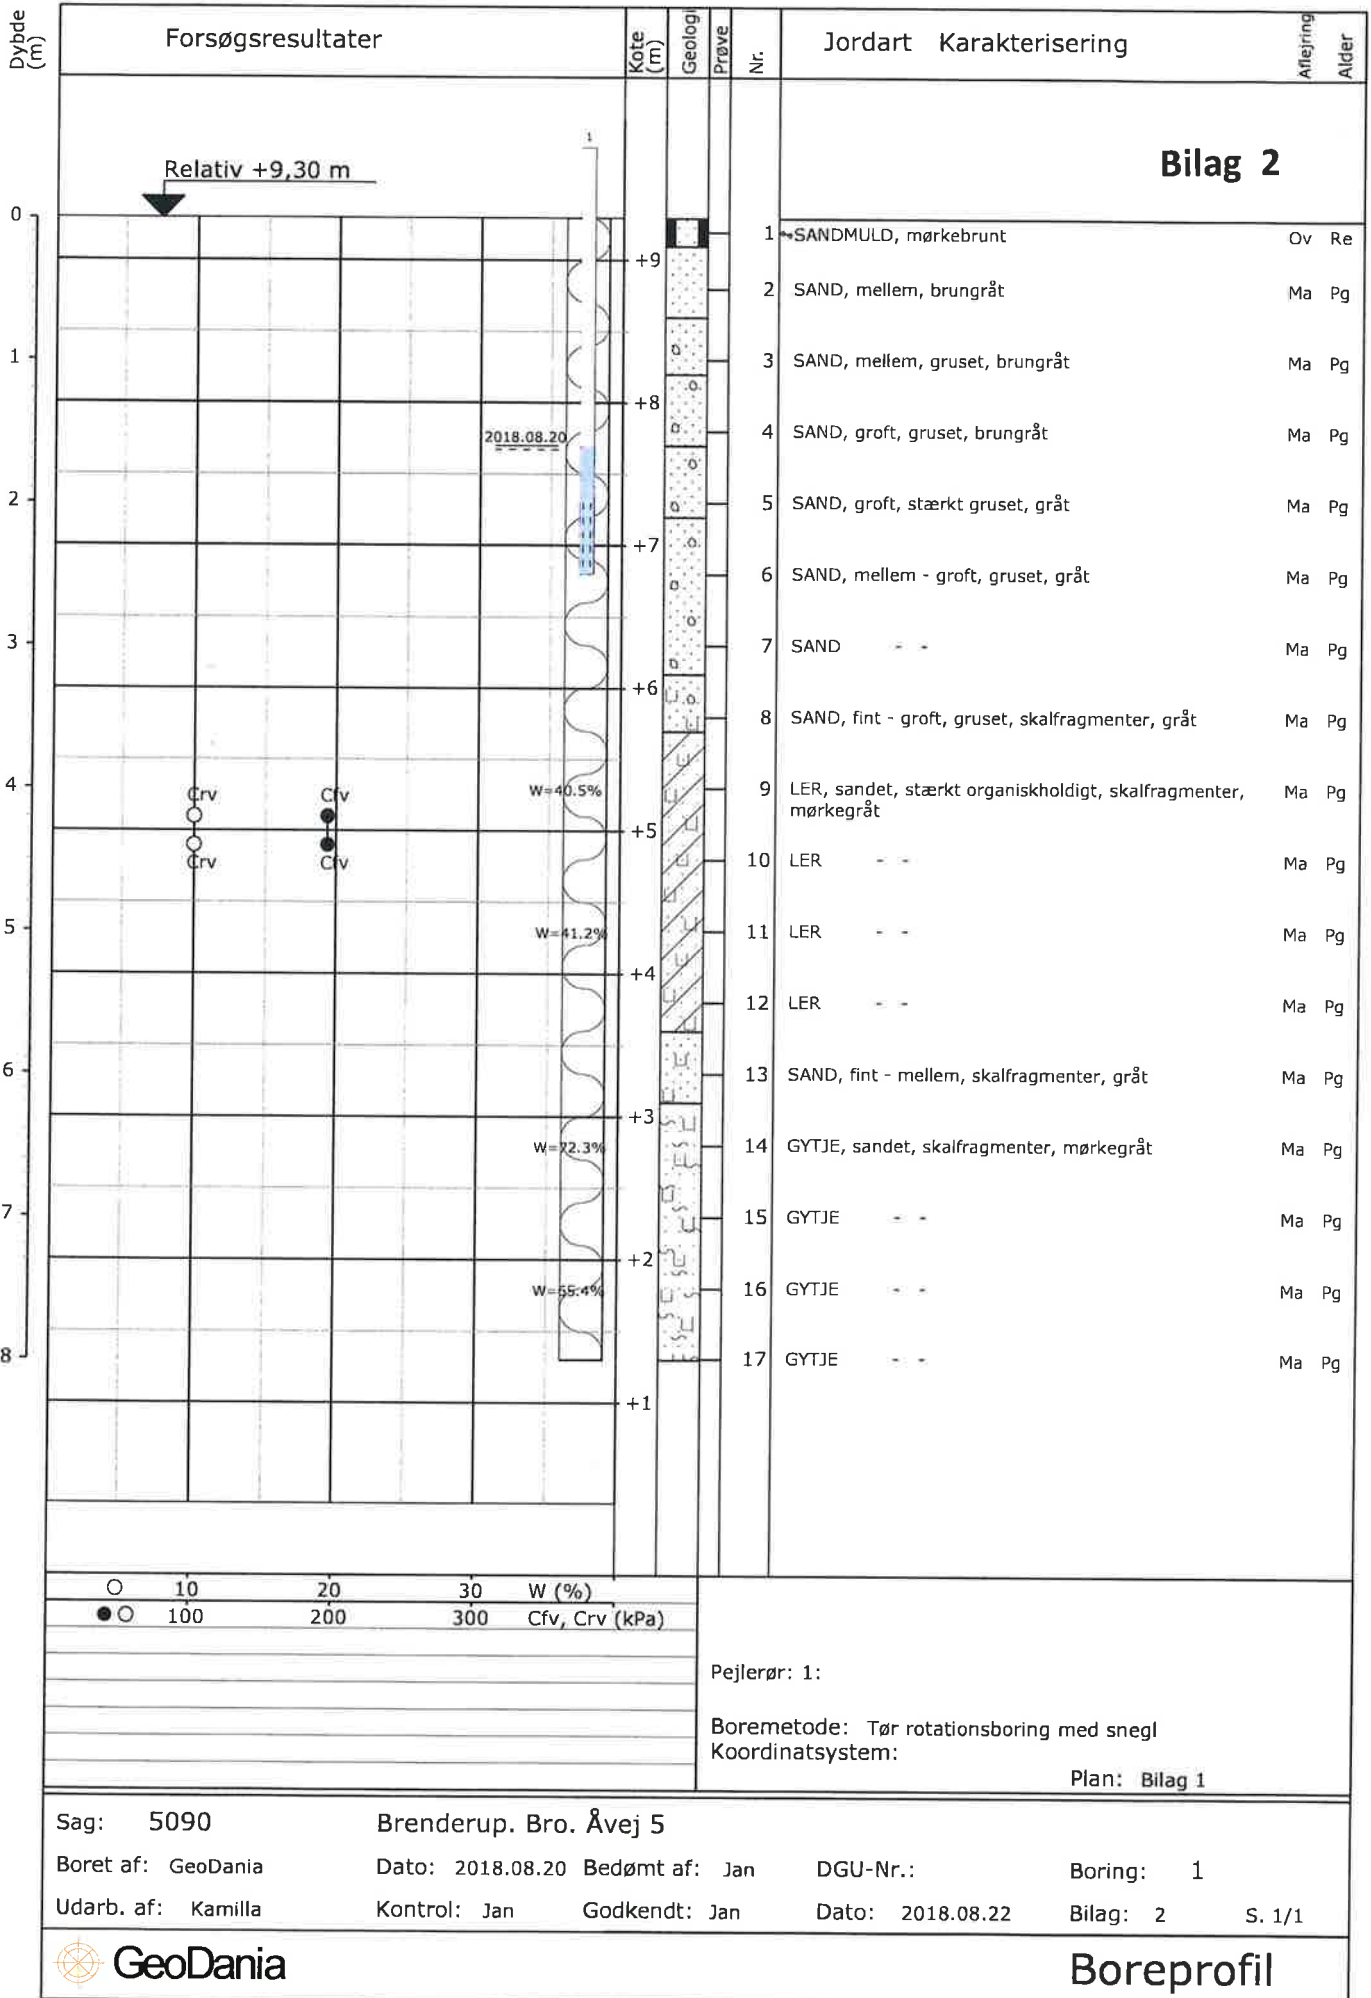 Dybde (m)
Forsøgsresultater
Kote (m)
Geologi
Prøve
Nr.
Jordart Karakterisering
Aflejring
Alder
Bilag 2
1
Relativ +9,30 m
0
1 SANDMULD, mørkebrunt Ov Re
+9
2 SAND, mellem, brungråt Ma Pg
1
3 SAND, mellem, gruset, brungråt Ma Pg
+8
2018.08.20
4 SAND, groft, gruset, brungråt Ma Pg
2
5 SAND, groft, stærkt gruset, gråt Ma Pg
+7
6 SAND, mellem - groft, gruset, gråt Ma Pg
3
7 SAND - - Ma Pg
+6
8 SAND, fint - groft, gruset, skalfragmenter, gråt Ma Pg
4
Crv Cfv
W=40.5%
9 LER, sandet, stærkt organiskholdigt, skalfragmenter, Ma Pg
mørkegråt
+5
Crv Cfv
10 LER - - Ma Pg
5
W=41.2%
11 LER - - Ma Pg
+4
12 LER - - Ma Pg
6
13 SAND, fint - mellem, skalfragmenter, gråt Ma Pg
+3
W=72.3%
14 GYTJE, sandet, skalfragmenter, mørkegråt Ma Pg
7
15 GYTJE - - Ma Pg
+2
W=55.4%
16 GYTJE - - Ma Pg
8
17 GYTJE - - Ma Pg
+1
10 20 30 W (%)
100 200 300 Cfv, Crv (kPa)
Pejlerør: 1:
Boremetode: Tør rotationsboring med snegl
Koordinatsystem:
Plan: Bilag 1
Sag: 5090 Brenderup. Bro. Åvej 5
Boret af: GeoDania Dato: 2018.08.20 Bedømt af: Jan DGU-Nr.: Boring: 1
Udarb. af: Kamilla Kontrol: Jan Godkendt: Jan Dato: 2018.08.22 Bilag: 2 S. 1/1
GeoDania
Boreprofil